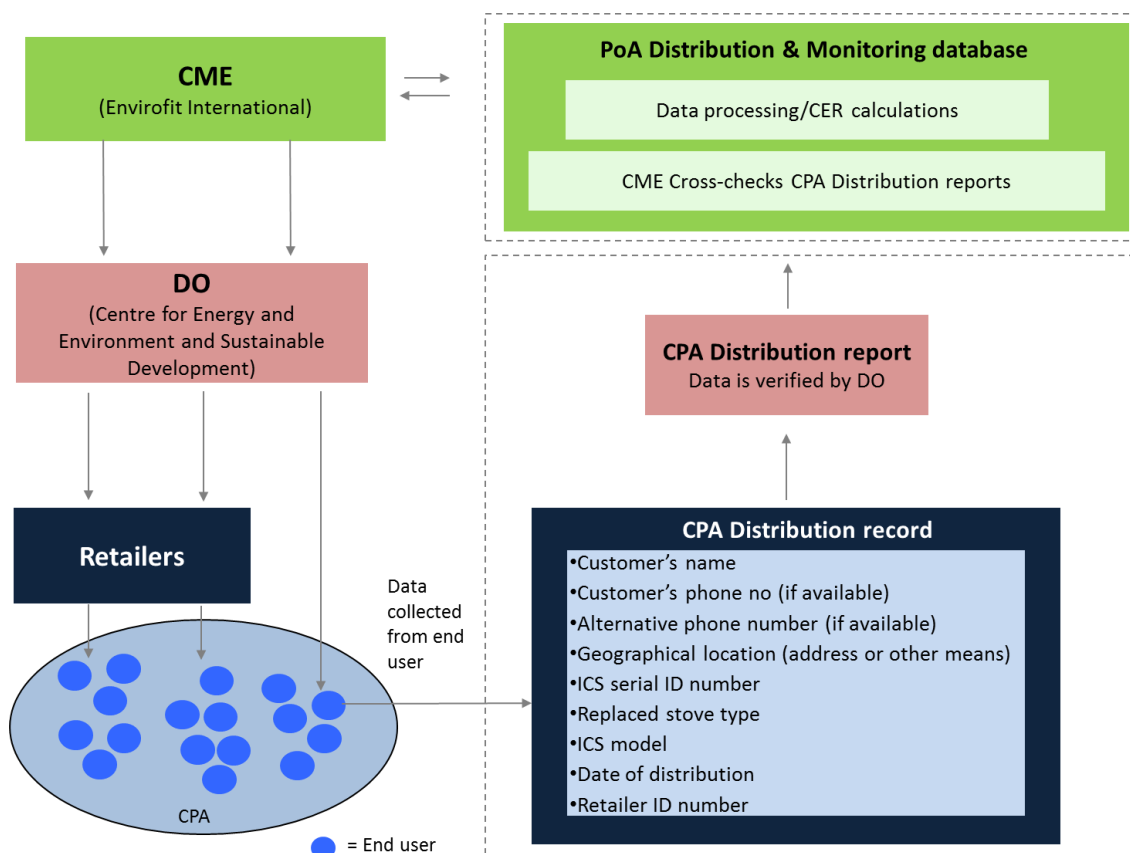 CME
(Envirofit International)
PoA Distribution & Monitoring database
Data processing/CER calculations
CME Cross-checks CPA Distribution reports
DO
(Centre for Energy and
Environment and Sustainable
Development)
CPA Distribution report
Data is verified by DO
Retailers
Data
collected
from end
user
CPA Distribution record
•Customer's name
•Customer's phone no (if available)
•Alternative phone number (if available)
•Geographical location (address or other means)
•ICS serial ID number
•Replaced stove type
•ICS model
•Date of distribution
•Retailer ID number
CPA
= End user